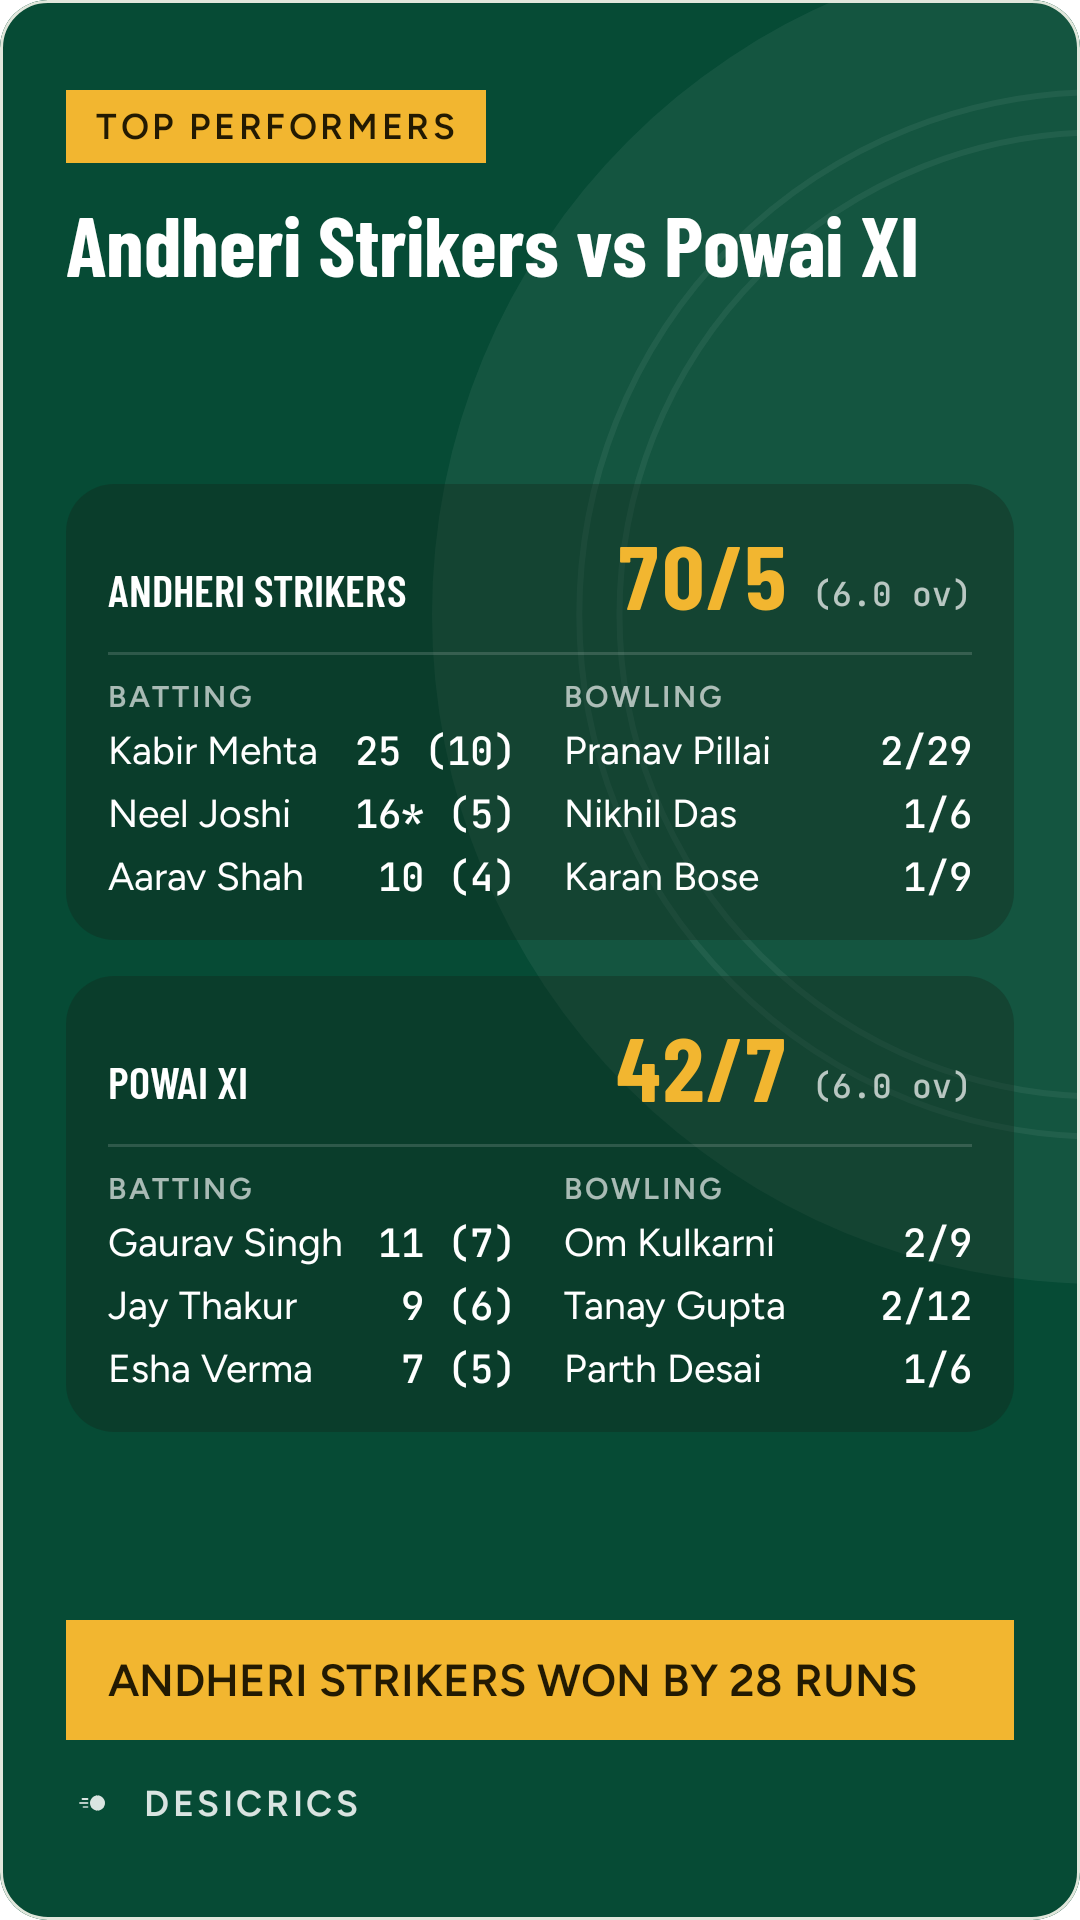 TOP PERFORMERS
Andheri Strikers vs Powai XI
ANDHERI STRIKERS 70/5 (6.0 ov)
BATTING BOWLING
Kabir Mehta 25 (10) Pranav Pillai 2/29
Neel Joshi 16* (5) Nikhil Das 1/6
Aarav Shah 10 (4) Karan Bose 1/9
POWAI XI 42/7 (6.0 ov)
BATTING BOWLING
Gaurav Singh 11 (7) Om Kulkarni 2/9
Jay Thakur 9 (6) Tanay Gupta 2/12
Esha Verma 7 (5) Parth Desai 1/6
ANDHERI STRIKERS WON BY 28 RUNS
DESICRICS